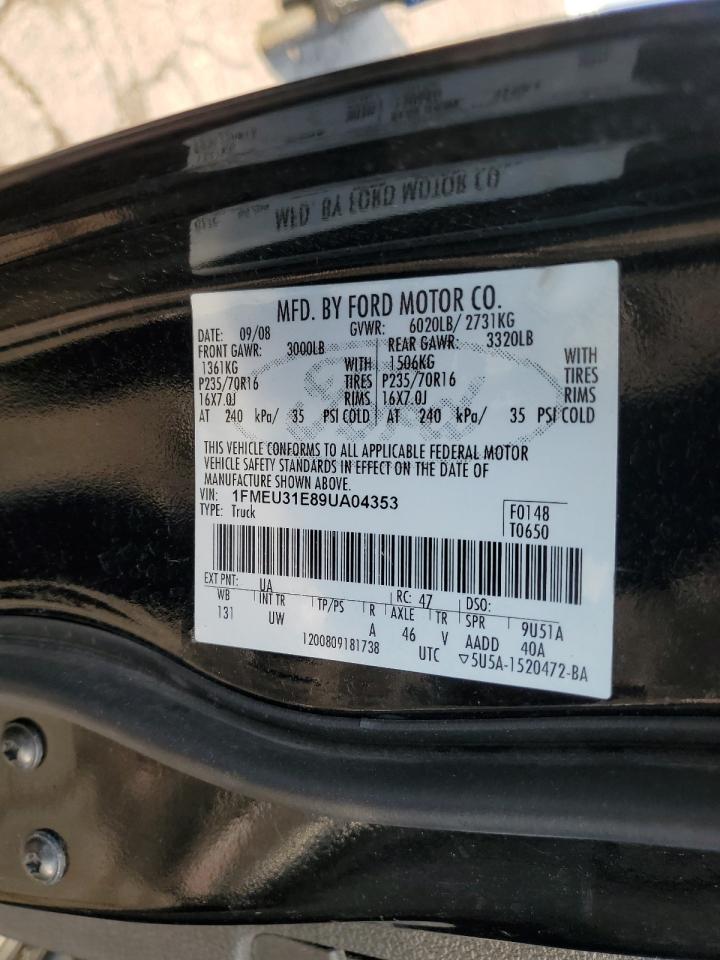 MFD. BY FORD MOTOR CO.
DATE: 09/08 GVWR: 6020LB/ 2731KG
FRONT GAWR: 3000LB REAR GAWR: 3320LB
1361KG WITH 1506KG WITH
P235/70R16 TIRES P235/70R16 TIRES
16X7.0J RIMS 16X7.0J RIMS
AT 240 kPa/ 35 PSI COLD AT 240 kPa/ 35 PSI COLD
THIS VEHICLE CONFORMS TO ALL APPLICABLE FEDERAL MOTOR
VEHICLE SAFETY STANDARDS IN EFFECT ON THE DATE OF
MANUFACTURE SHOWN ABOVE.
VIN: 1FMEU31E89UA04353 F0148
TYPE: Truck T0650
EXT PNT: UA RC: 47 DSO:
WB INT TR TP/PS R AXLE TR SPR 9U51A
131 UW A 46 V AADD 40A
1200809181738 UTC ▽5U5A-1520472-BA